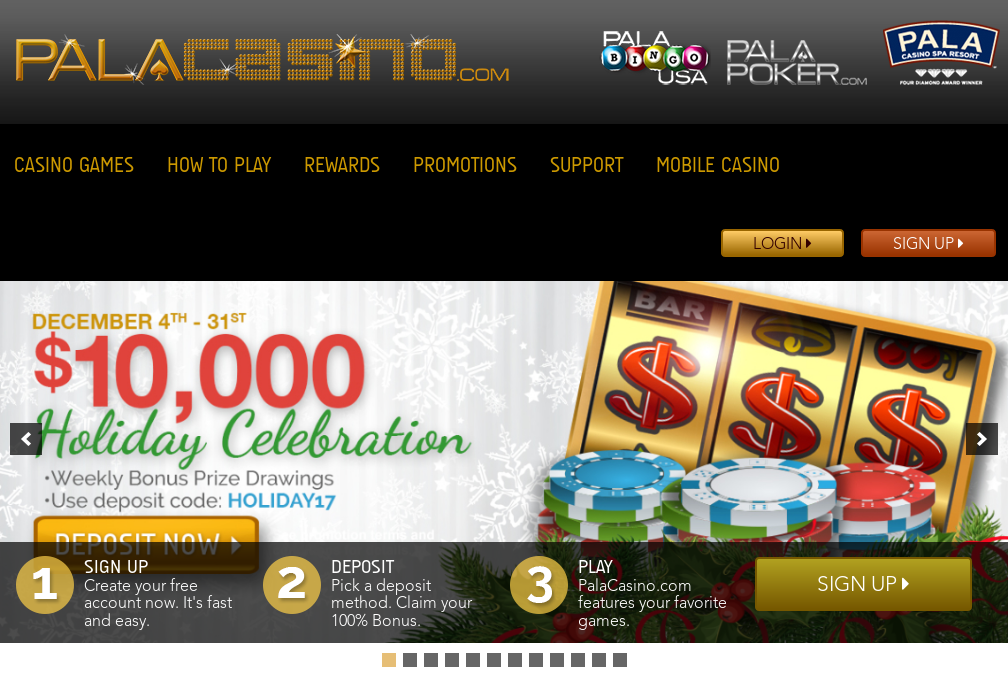 PALACASINO.COM
PALA
BINGO
USA
PALA
POKER.COM
PALA
CASINO SPA RESORT
FOUR DIAMOND AWARD WINNER
CASINO GAMES HOW TO PLAY REWARDS PROMOTIONS SUPPORT MOBILE CASINO
LOGIN SIGN UP
DECEMBER 4TH - 31ST
$10,000
Holiday Celebration
•Weekly Bonus Prize Drawings
•Use deposit code: HOLIDAY17
DEPOSIT NOW
BAR
$ $ $
1 SIGN UP
Create your free
account now. It's fast
and easy.
2 DEPOSIT
Pick a deposit
method. Claim your
100% Bonus.
3 PLAY
PalaCasino.com
features your favorite
games.
SIGN UP